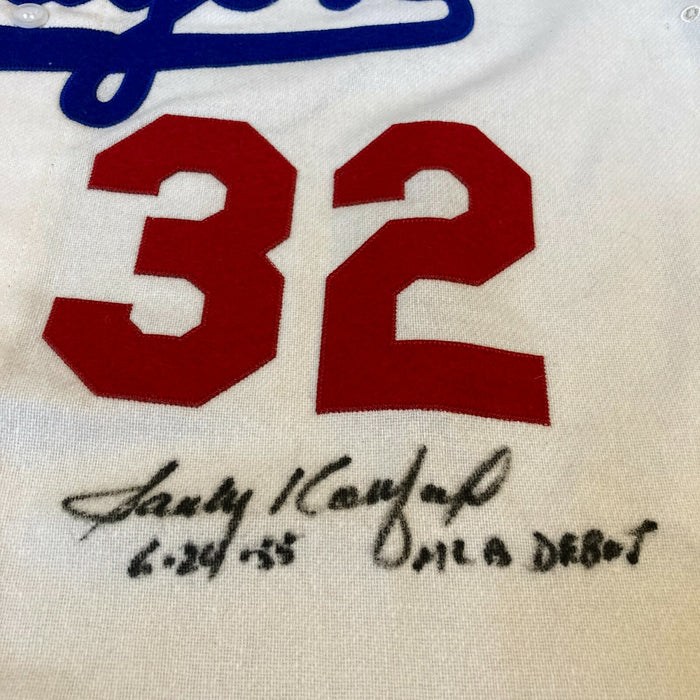 32
Sandy Koufax
6-24-55 MLB DEBUT